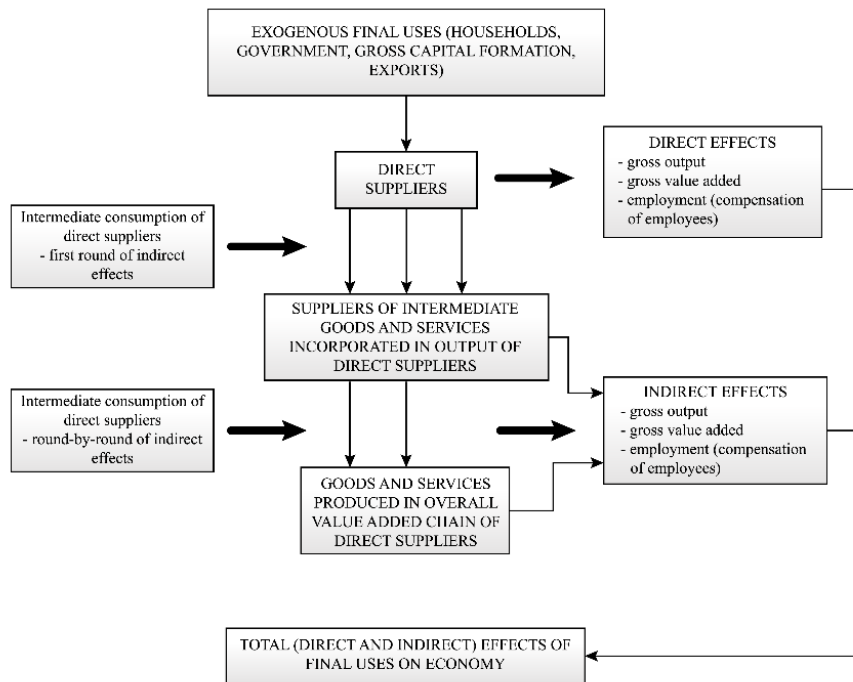 EXOGENOUS FINAL USES (HOUSEHOLDS,
GOVERNMENT, GROSS CAPITAL FORMATION,
EXPORTS)
DIRECT
SUPPLIERS
DIRECT EFFECTS
- gross output
- gross value added
- employment (compensation
of employees)
Intermediate consumption of
direct suppliers
- first round of indirect
effects
SUPPLIERS OF INTERMEDIATE
GOODS AND SERVICES
INCORPORATED IN OUTPUT OF
DIRECT SUPPLIERS
Intermediate consumption of
direct suppliers
- round-by-round of indirect
effects
INDIRECT EFFECTS
- gross output
- gross value added
- employment (compensation
of employees)
GOODS AND SERVICES
PRODUCED IN OVERALL
VALUE ADDED CHAIN OF
DIRECT SUPPLIERS
TOTAL (DIRECT AND INDIRECT) EFFECTS OF
FINAL USES ON ECONOMY